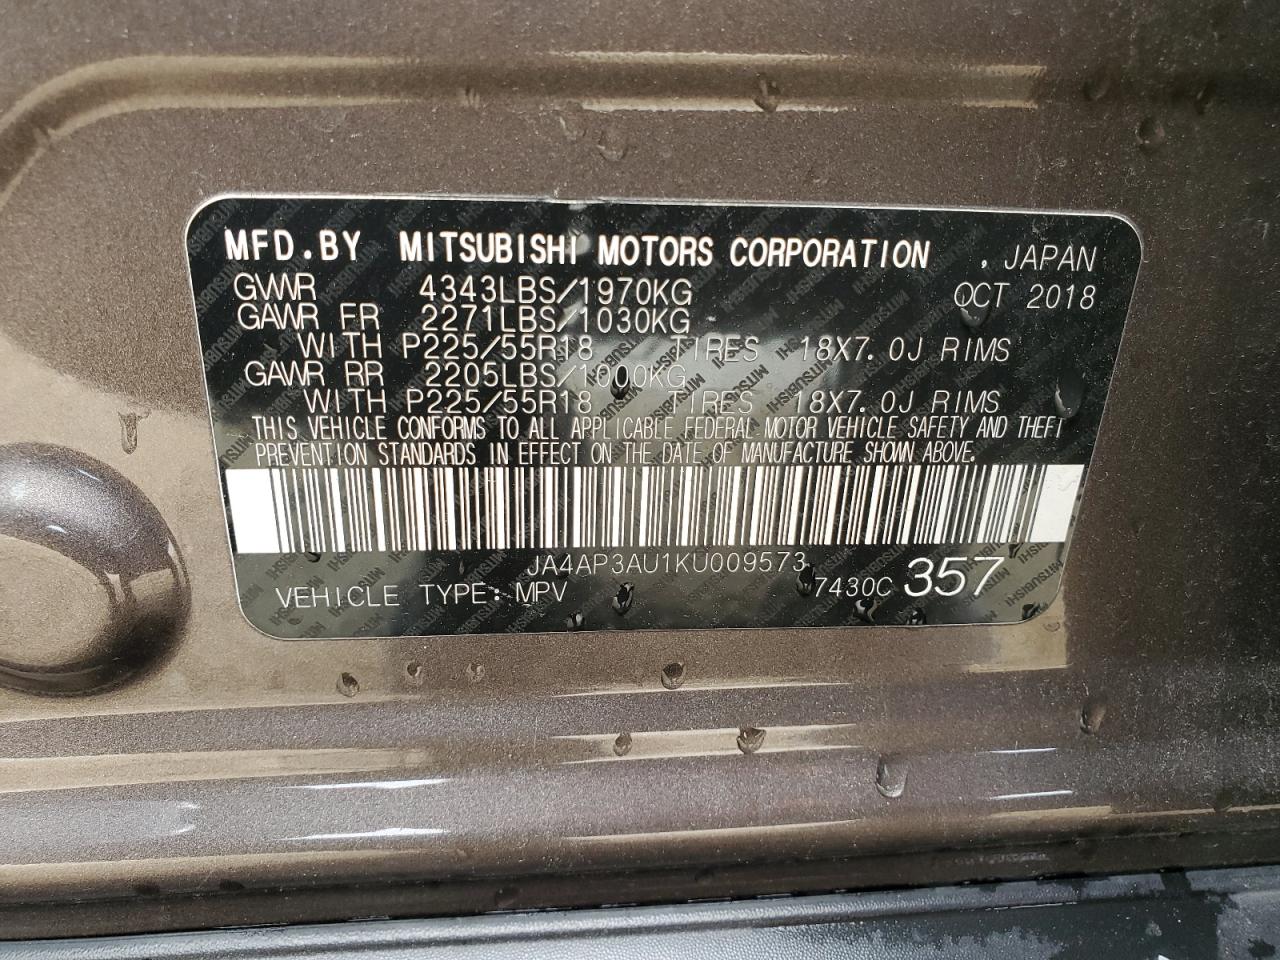 MFD.BY MITSUBISHI MOTORS CORPORATION , JAPAN
GVWR 4343LBS/1970KG OCT 2018
GAWR FR 2271LBS/1030KG
WITH P225/55R18 TIRES 18X7.0J RIMS
GAWR RR 2205LBS/1000KG
WITH P225/55R18 TIRES 18X7.0J RIMS
THIS VEHICLE CONFORMS TO ALL APPLICABLE FEDERAL MOTOR VEHICLE SAFETY AND THEFT
PREVENTION STANDARDS IN EFFECT ON THE DATE OF MANUFACTURE SHOWN ABOVE.
JA4AP3AU1KU009573
VEHICLE TYPE: MPV 7430C 357